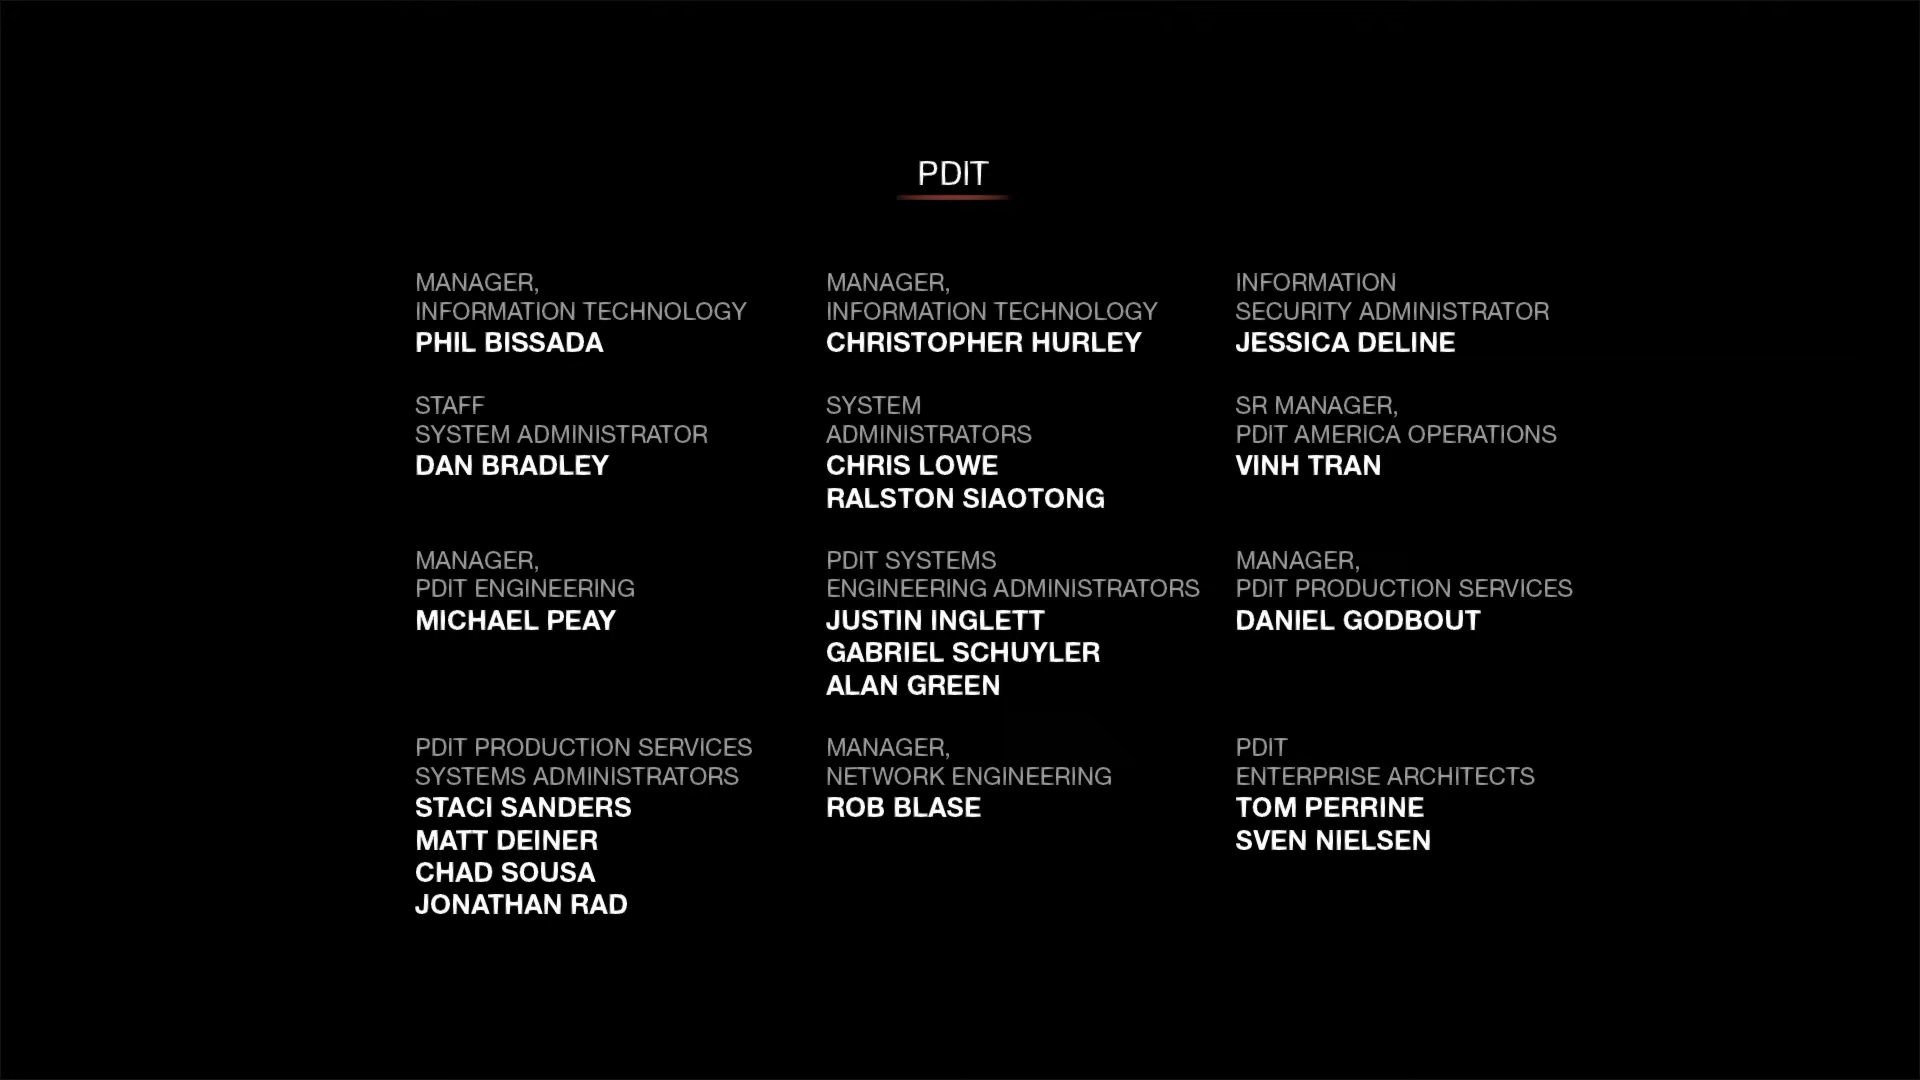 PDIT
MANAGER,
INFORMATION TECHNOLOGY
PHIL BISSADA
MANAGER,
INFORMATION TECHNOLOGY
CHRISTOPHER HURLEY
INFORMATION
SECURITY ADMINISTRATOR
JESSICA DELINE
STAFF
SYSTEM ADMINISTRATOR
DAN BRADLEY
SYSTEM
ADMINISTRATORS
CHRIS LOWE
RALSTON SIAOTONG
SR MANAGER,
PDIT AMERICA OPERATIONS
VINH TRAN
MANAGER,
PDIT ENGINEERING
MICHAEL PEAY
PDIT SYSTEMS
ENGINEERING ADMINISTRATORS
JUSTIN INGLETT
GABRIEL SCHUYLER
ALAN GREEN
MANAGER,
PDIT PRODUCTION SERVICES
DANIEL GODBOUT
PDIT PRODUCTION SERVICES
SYSTEMS ADMINISTRATORS
STACI SANDERS
MATT DEINER
CHAD SOUSA
JONATHAN RAD
MANAGER,
NETWORK ENGINEERING
ROB BLASE
PDIT
ENTERPRISE ARCHITECTS
TOM PERRINE
SVEN NIELSEN